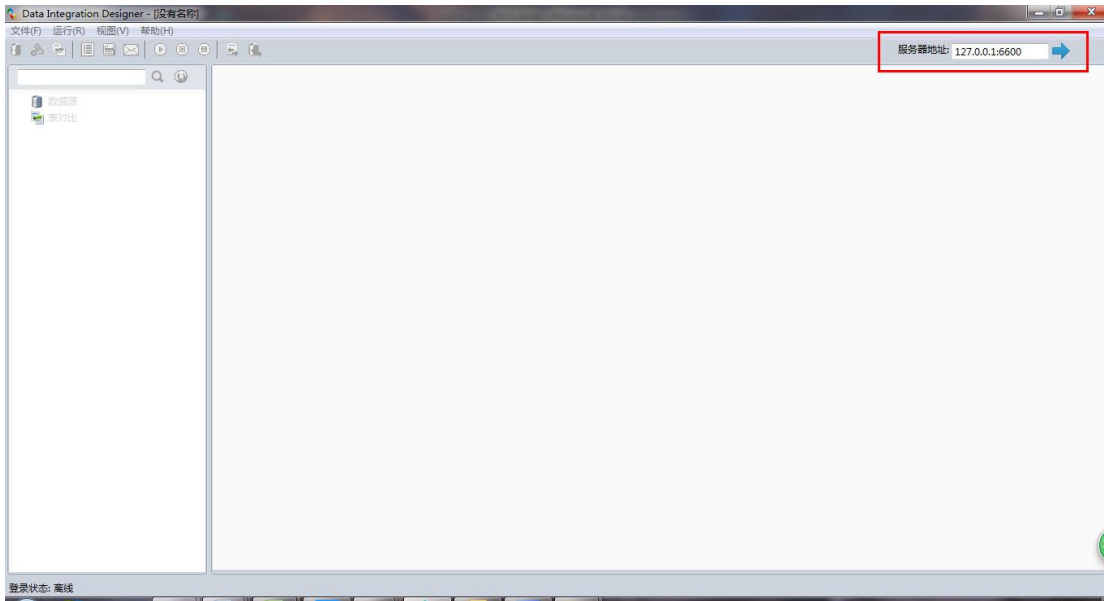 Data Integration Designer - [没有名称]
文件(F) 运行(R) 视图(V) 帮助(H)
服务器地址: 127.0.0.1:6600
数据源
表对比
登录状态: 离线